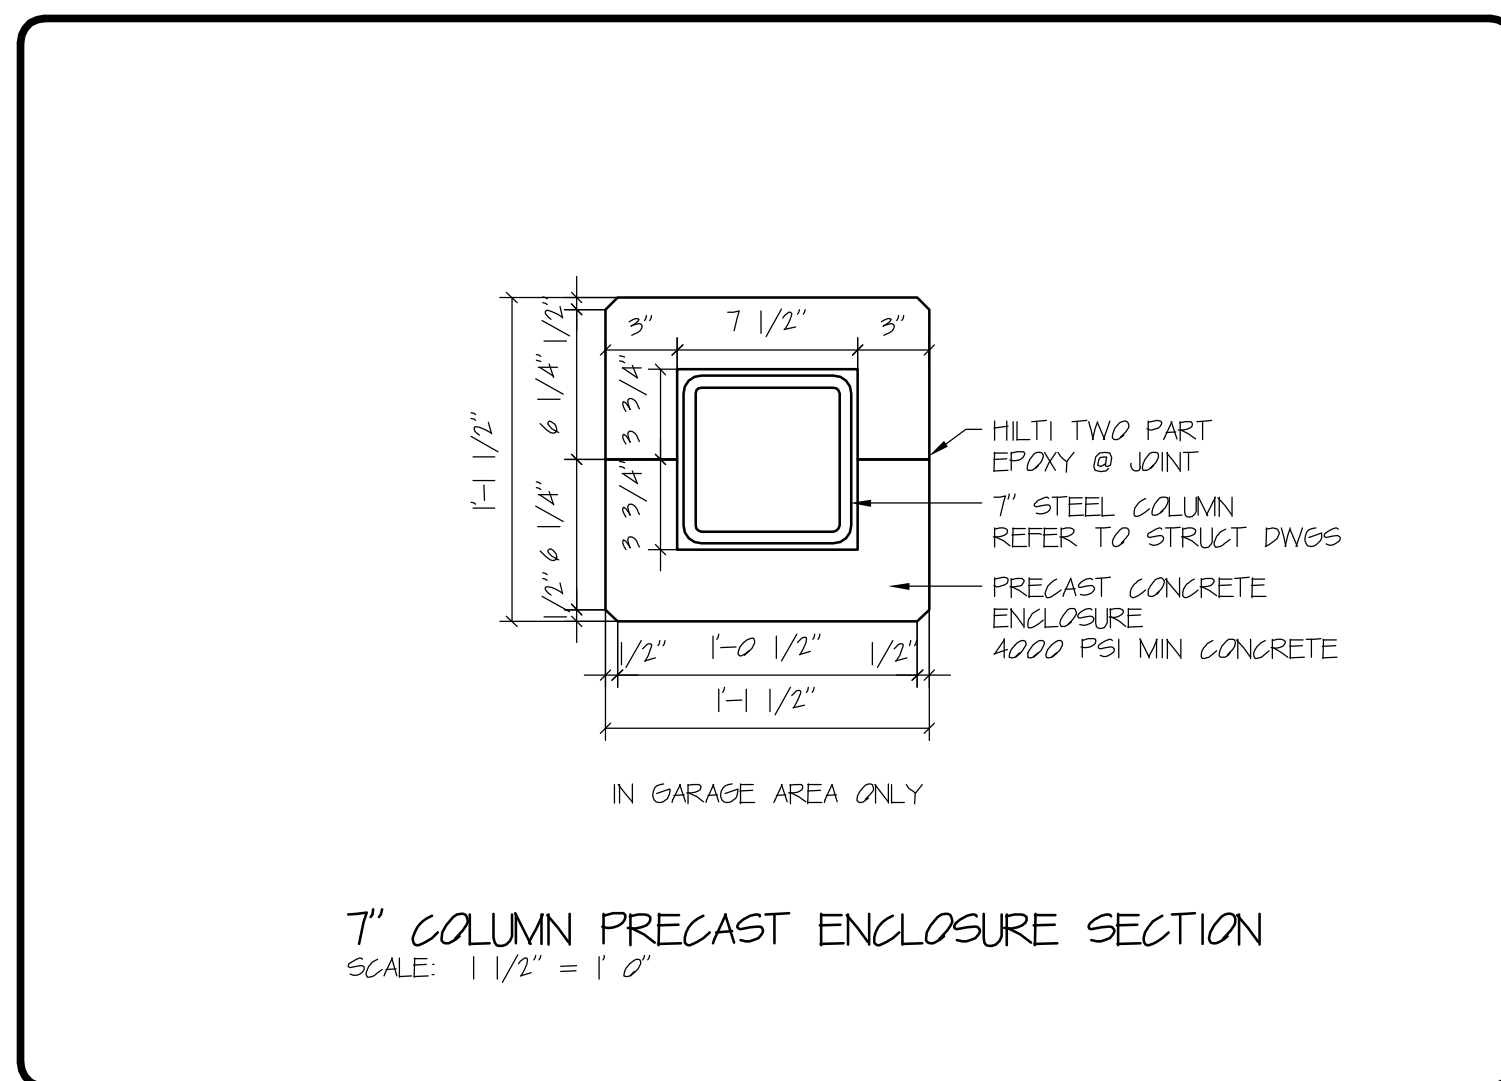 3" 7 1/2" 3"
1/2"
6 1/4"
3 3/4"
1'-1 1/2"
6 1/4"
3 3/4"
1/2"
HILTI TWO PART
EPOXY @ JOINT
7" STEEL COLUMN
REFER TO STRUCT DWGS
PRECAST CONCRETE
ENCLOSURE
4000 PSI MIN CONCRETE
1/2" 1'-0 1/2" 1/2"
1'-1 1/2"
IN GARAGE AREA ONLY
7" COLUMN PRECAST ENCLOSURE SECTION
SCALE: 1 1/2" = 1' 0"